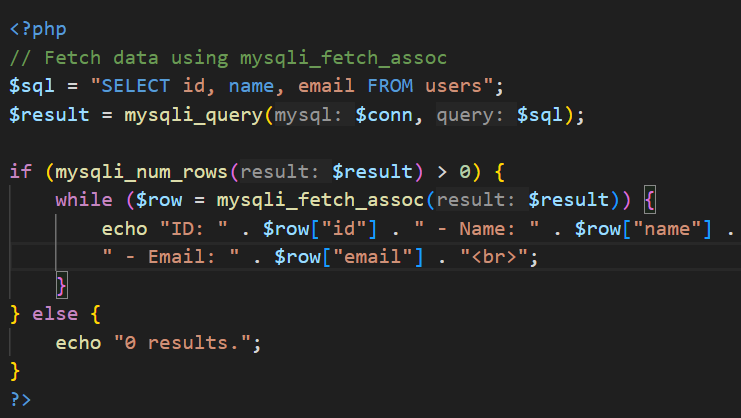 <?php
// Fetch data using mysqli_fetch_assoc
$sql = "SELECT id, name, email FROM users";
$result = mysqli_query(mysql: $conn, query: $sql);
if (mysqli_num_rows(result: $result) > 0) {
while ($row = mysqli_fetch_assoc(result: $result)) {
echo "ID: " . $row["id"] . " - Name: " . $row["name"] .
" - Email: " . $row["email"] . "<br>";
}
} else {
echo "0 results.";
}
?>